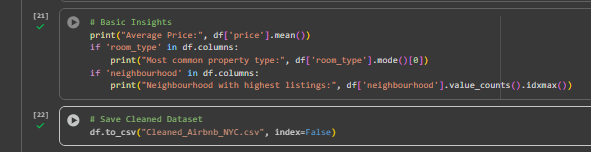 [21]
# Basic Insights
print("Average Price:", df['price'].mean())
if 'room_type' in df.columns:
    print("Most common property type:", df['room_type'].mode()[0])
if 'neighbourhood' in df.columns:
    print("Neighbourhood with highest listings:", df['neighbourhood'].value_counts().idxmax())
[22]
# Save Cleaned Dataset
df.to_csv("Cleaned_Airbnb_NYC.csv", index=False)